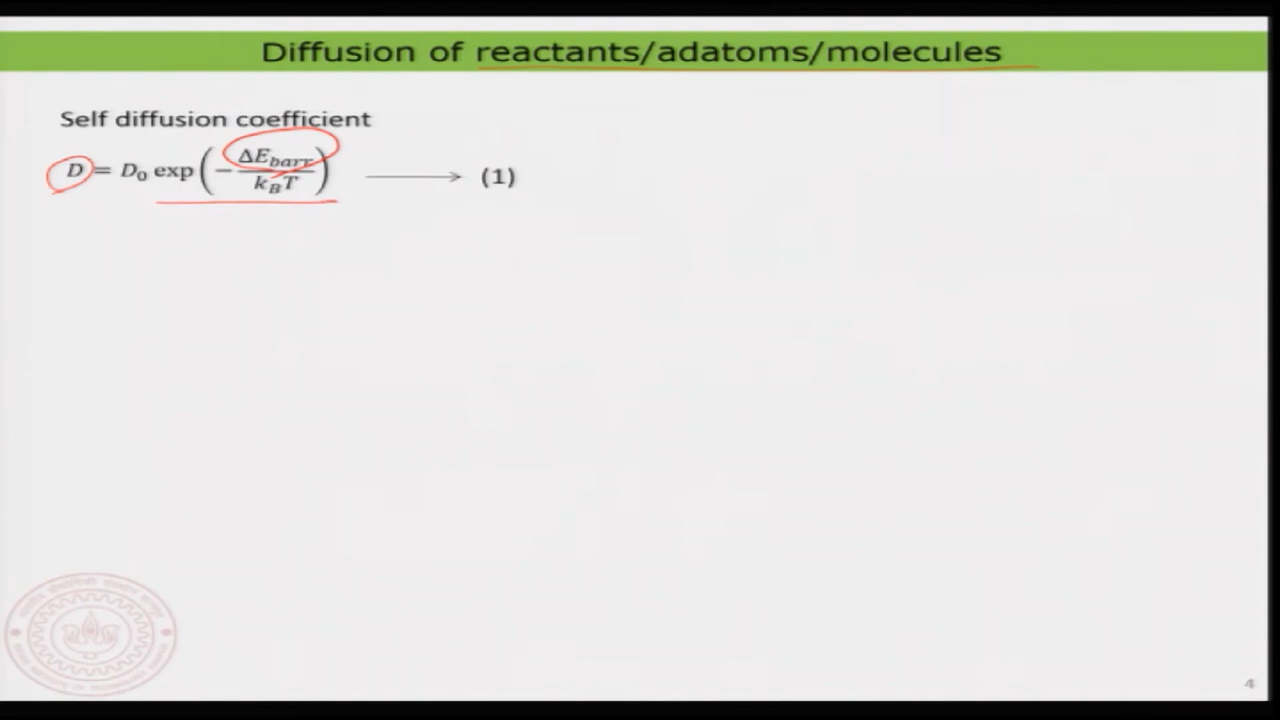 Diffusion of reactants/adatoms/molecules
Self diffusion coefficient
D = D₀ exp(−ΔE_barr/k_BT) ⟶ (1)
4